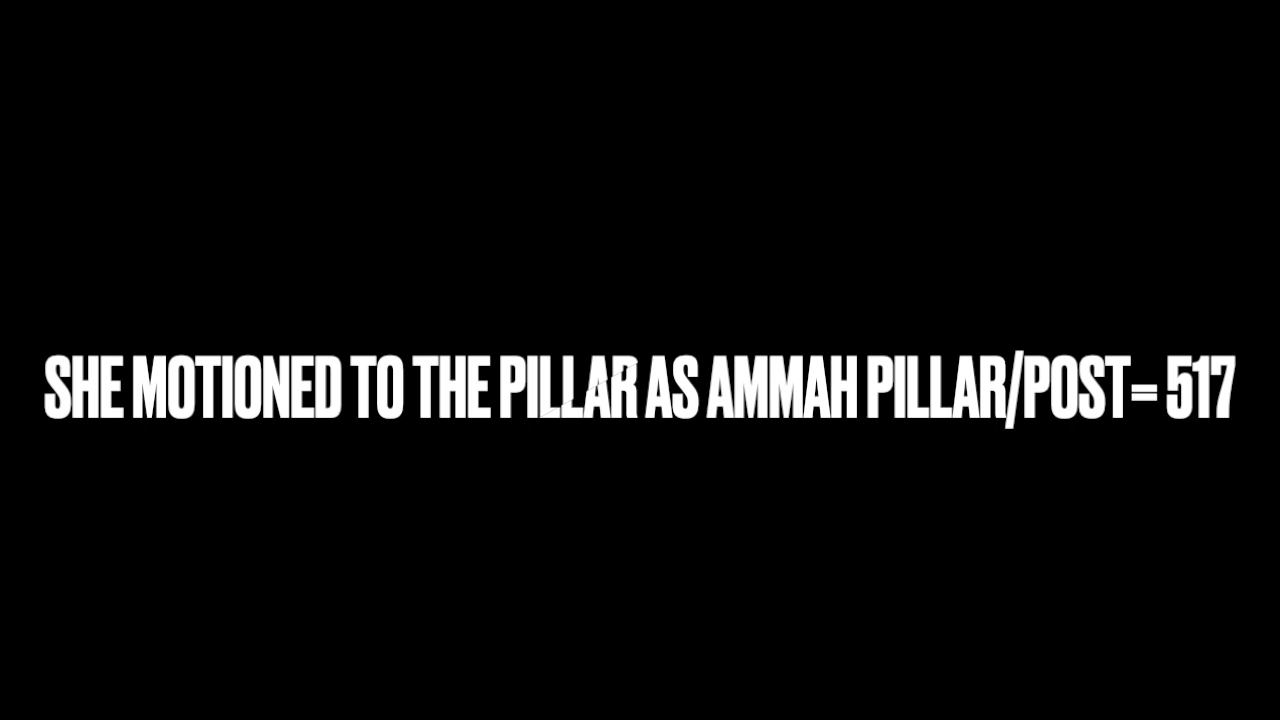 SHE MOTIONED TO THE PILLAR AS AMMAH PILLAR/POST= 517